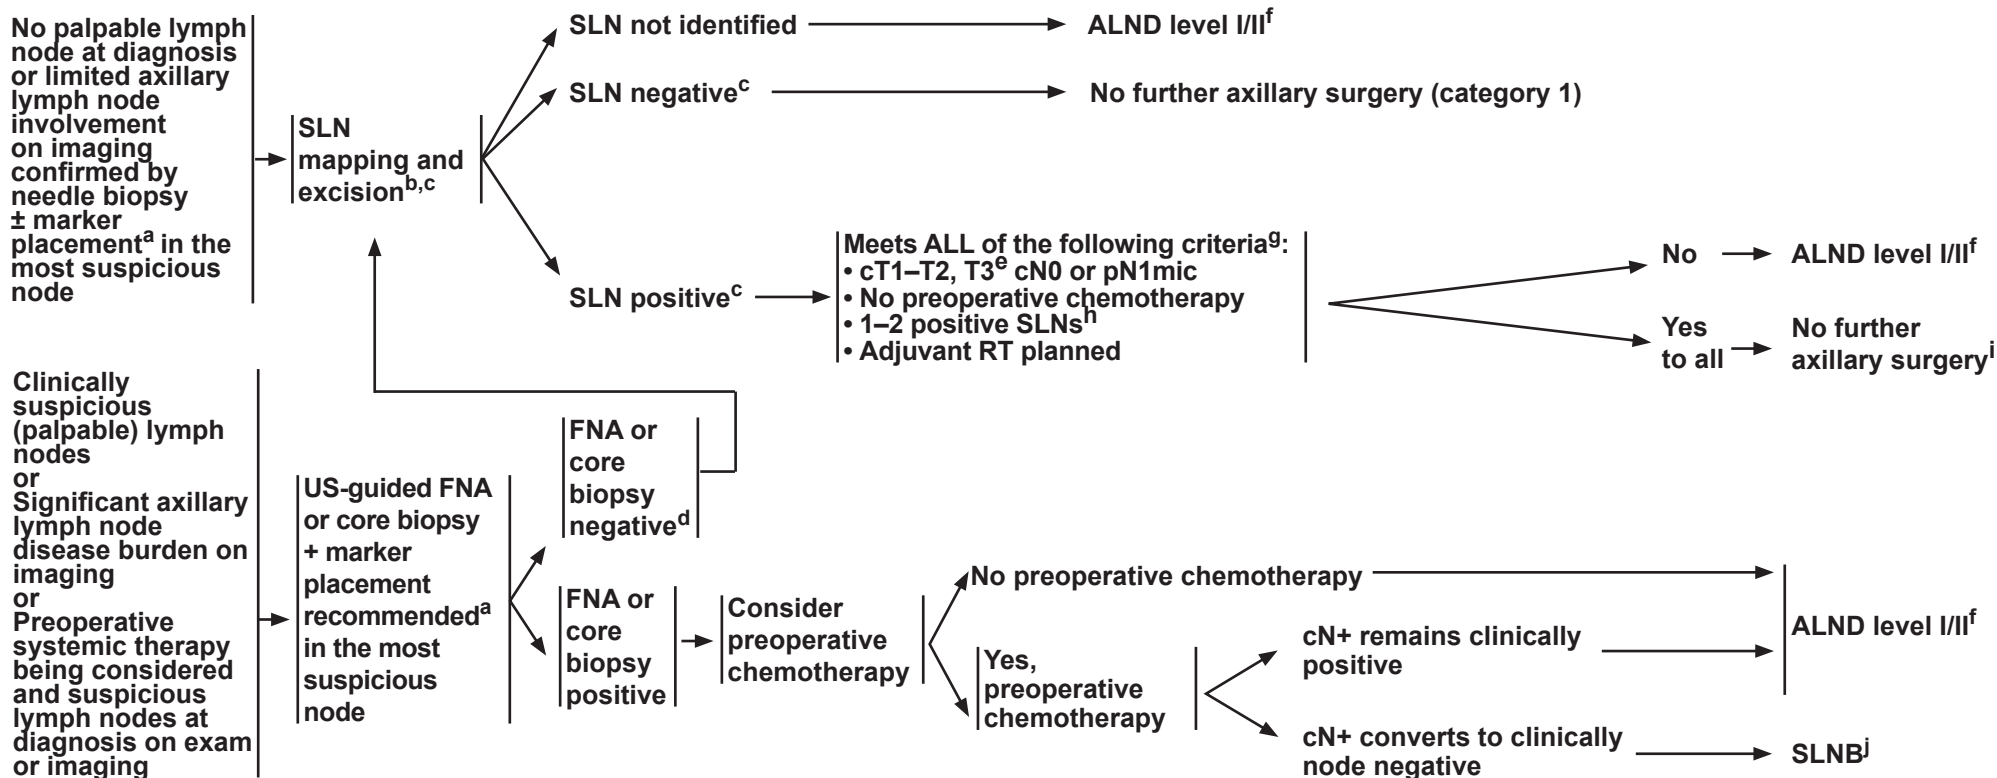 No palpable lymph
node at diagnosis
or limited axillary
lymph node
involvement
on imaging
confirmed by
needle biopsy
± marker
placementᵃ in the
most suspicious
node
SLN
mapping and
excisionᵇ,ᶜ
SLN not identified
ALND level I/IIᶠ
SLN negativeᶜ
No further axillary surgery (category 1)
SLN positiveᶜ
Meets ALL of the following criteriaᵍ:
• cT1–T2, T3ᵉ cN0 or pN1mic
• No preoperative chemotherapy
• 1–2 positive SLNsʰ
• Adjuvant RT planned
No
ALND level I/IIᶠ
Yes
to all
No further
axillary surgeryⁱ
Clinically
suspicious
(palpable) lymph
nodes
or
Significant axillary
lymph node
disease burden on
imaging
or
Preoperative
systemic therapy
being considered
and suspicious
lymph nodes at
diagnosis on exam
or imaging
US-guided FNA
or core biopsy
+ marker
placement
recommendedᵃ
in the most
suspicious
node
FNA or
core
biopsy
negativeᵈ
FNA or
core
biopsy
positive
Consider
preoperative
chemotherapy
No preoperative chemotherapy
Yes,
preoperative
chemotherapy
cN+ remains clinically
positive
ALND level I/IIᶠ
cN+ converts to clinically
node negative
SLNBʲ